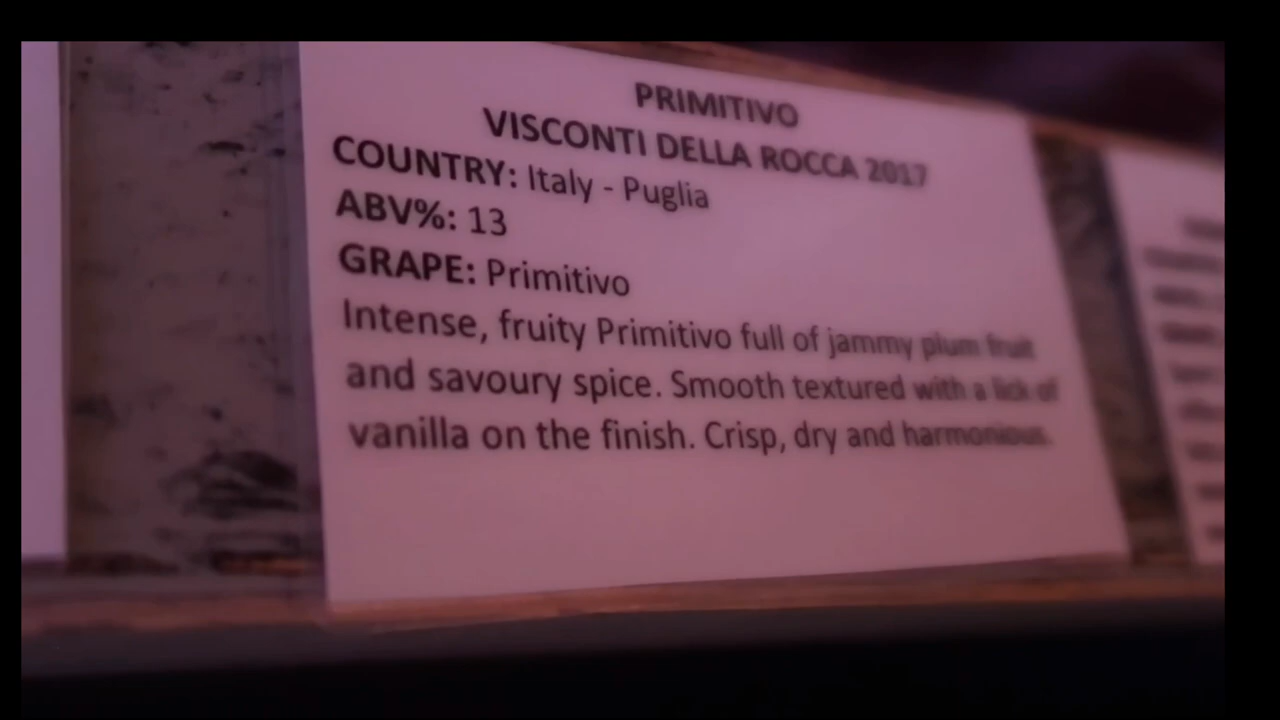 PRIMITIVO
VISCONTI DELLA ROCCA 2017
COUNTRY: Italy - Puglia
ABV%: 13
GRAPE: Primitivo
Intense, fruity Primitivo full of jammy plum fruit
and savoury spice. Smooth textured with a lick of
vanilla on the finish. Crisp, dry and harmonious.